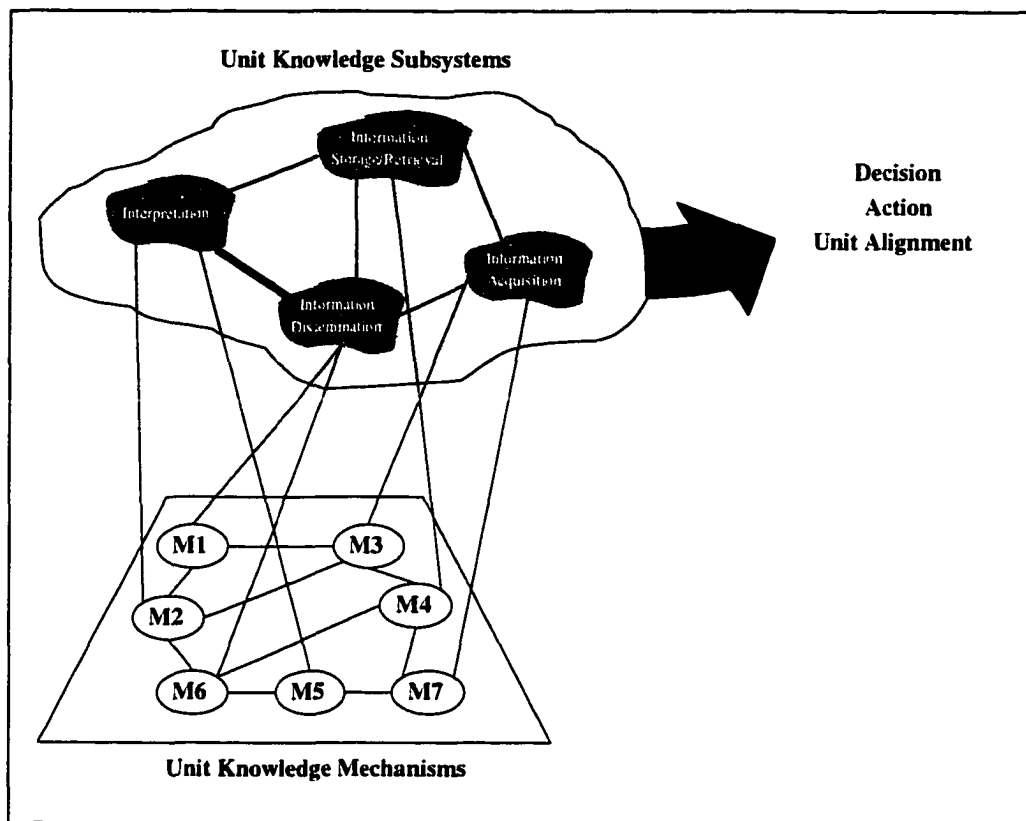 Unit Knowledge Subsystems
Information
Storage/Retrieval
Interpretation
Information
Acquisition
Information
Dissemination
Decision
Action
Unit Alignment
M1
M3
M2
M4
M6
M5
M7
Unit Knowledge Mechanisms